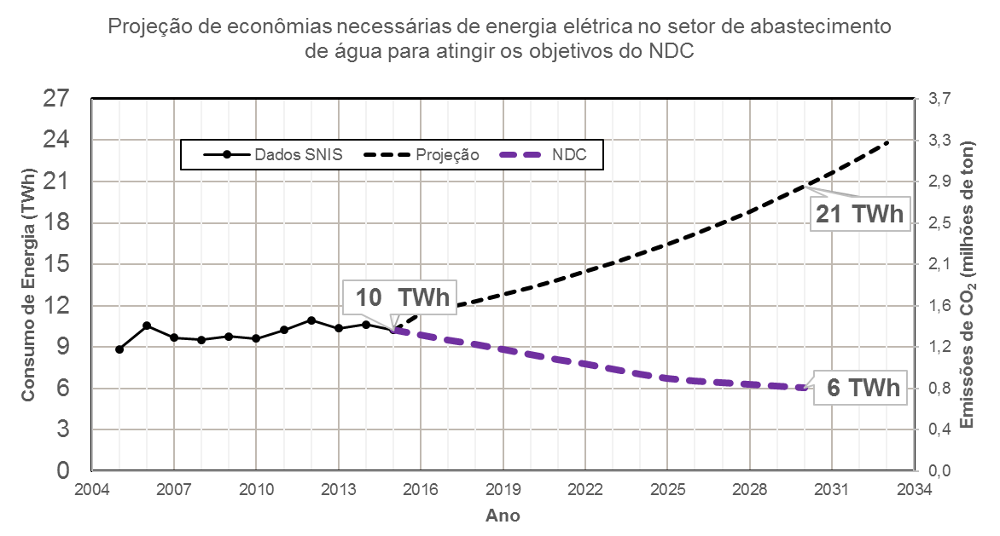 Projeção de econômias necessárias de energia elétrica no setor de abastecimento
de água para atingir os objetivos do NDC
27
24
21
18
15
12
9
6
3
0
Consumo de Energia (TWh)
Dados SNIS
Projeção
NDC
10 TWh
21 TWh
6 TWh
3,7
3,3
2,9
2,5
2,1
1,6
1,2
0,8
0,4
0,0
Emissões de CO₂ (milhões de ton)
2004 2007 2010 2013 2016 2019 2022 2025 2028 2031 2034
Ano